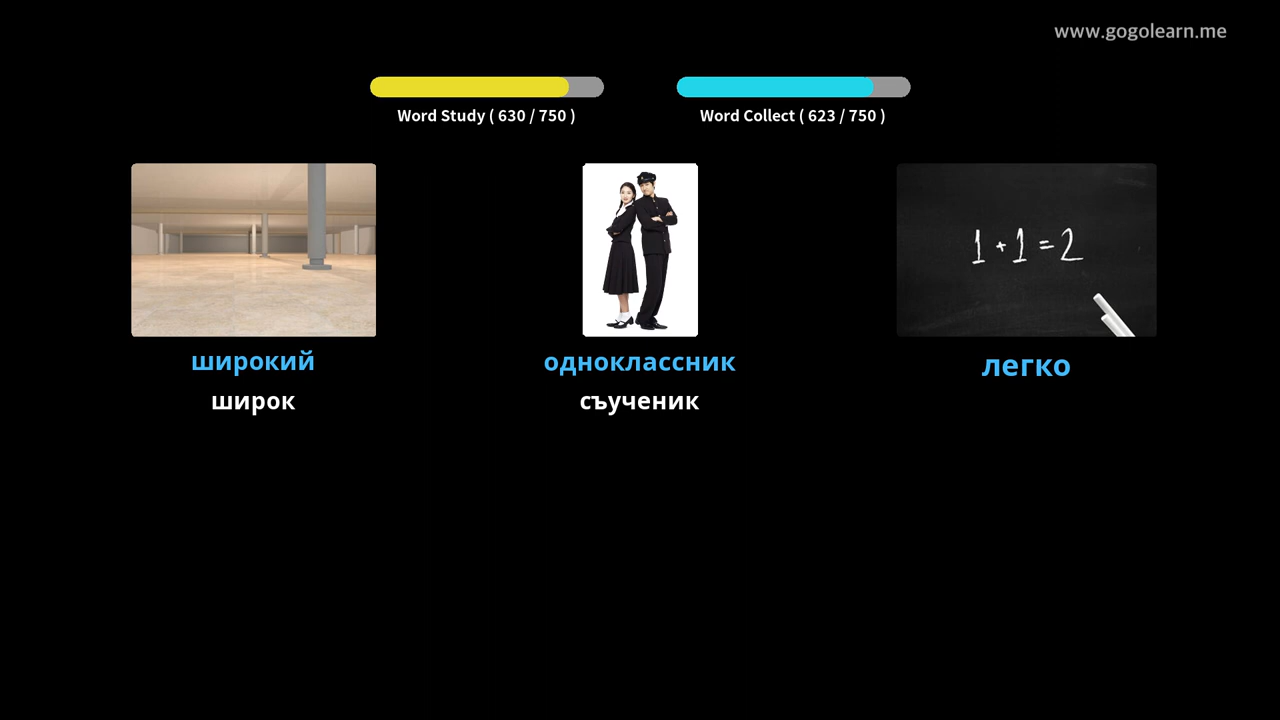 www.gogolearn.me
Word Study ( 630 / 750 )
Word Collect ( 623 / 750 )
1 + 1 = 2
широкий
одноклассник
легко
широк
съученик